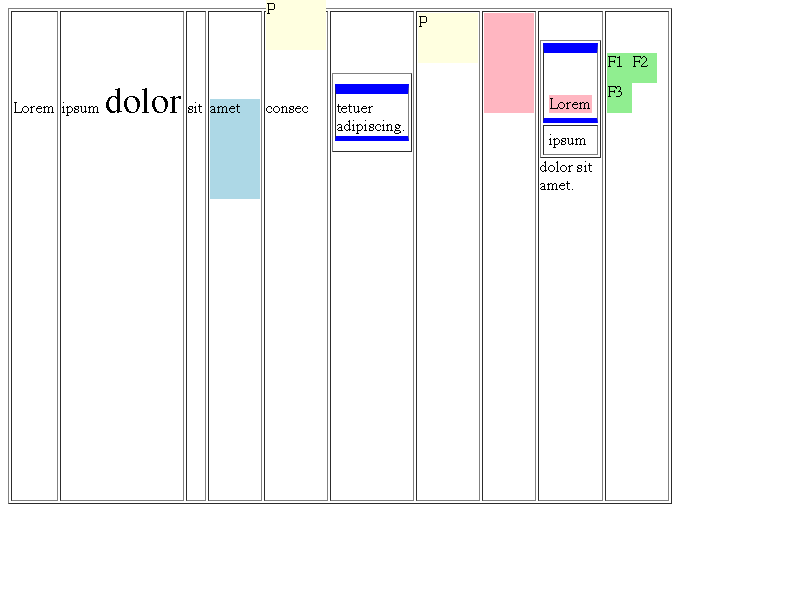 Lorem
ipsum dolor
sit
amet
p
consec
tetuer
adipiscing.
p
Lorem
ipsum
dolor sit
amet.
F1 F2
F3